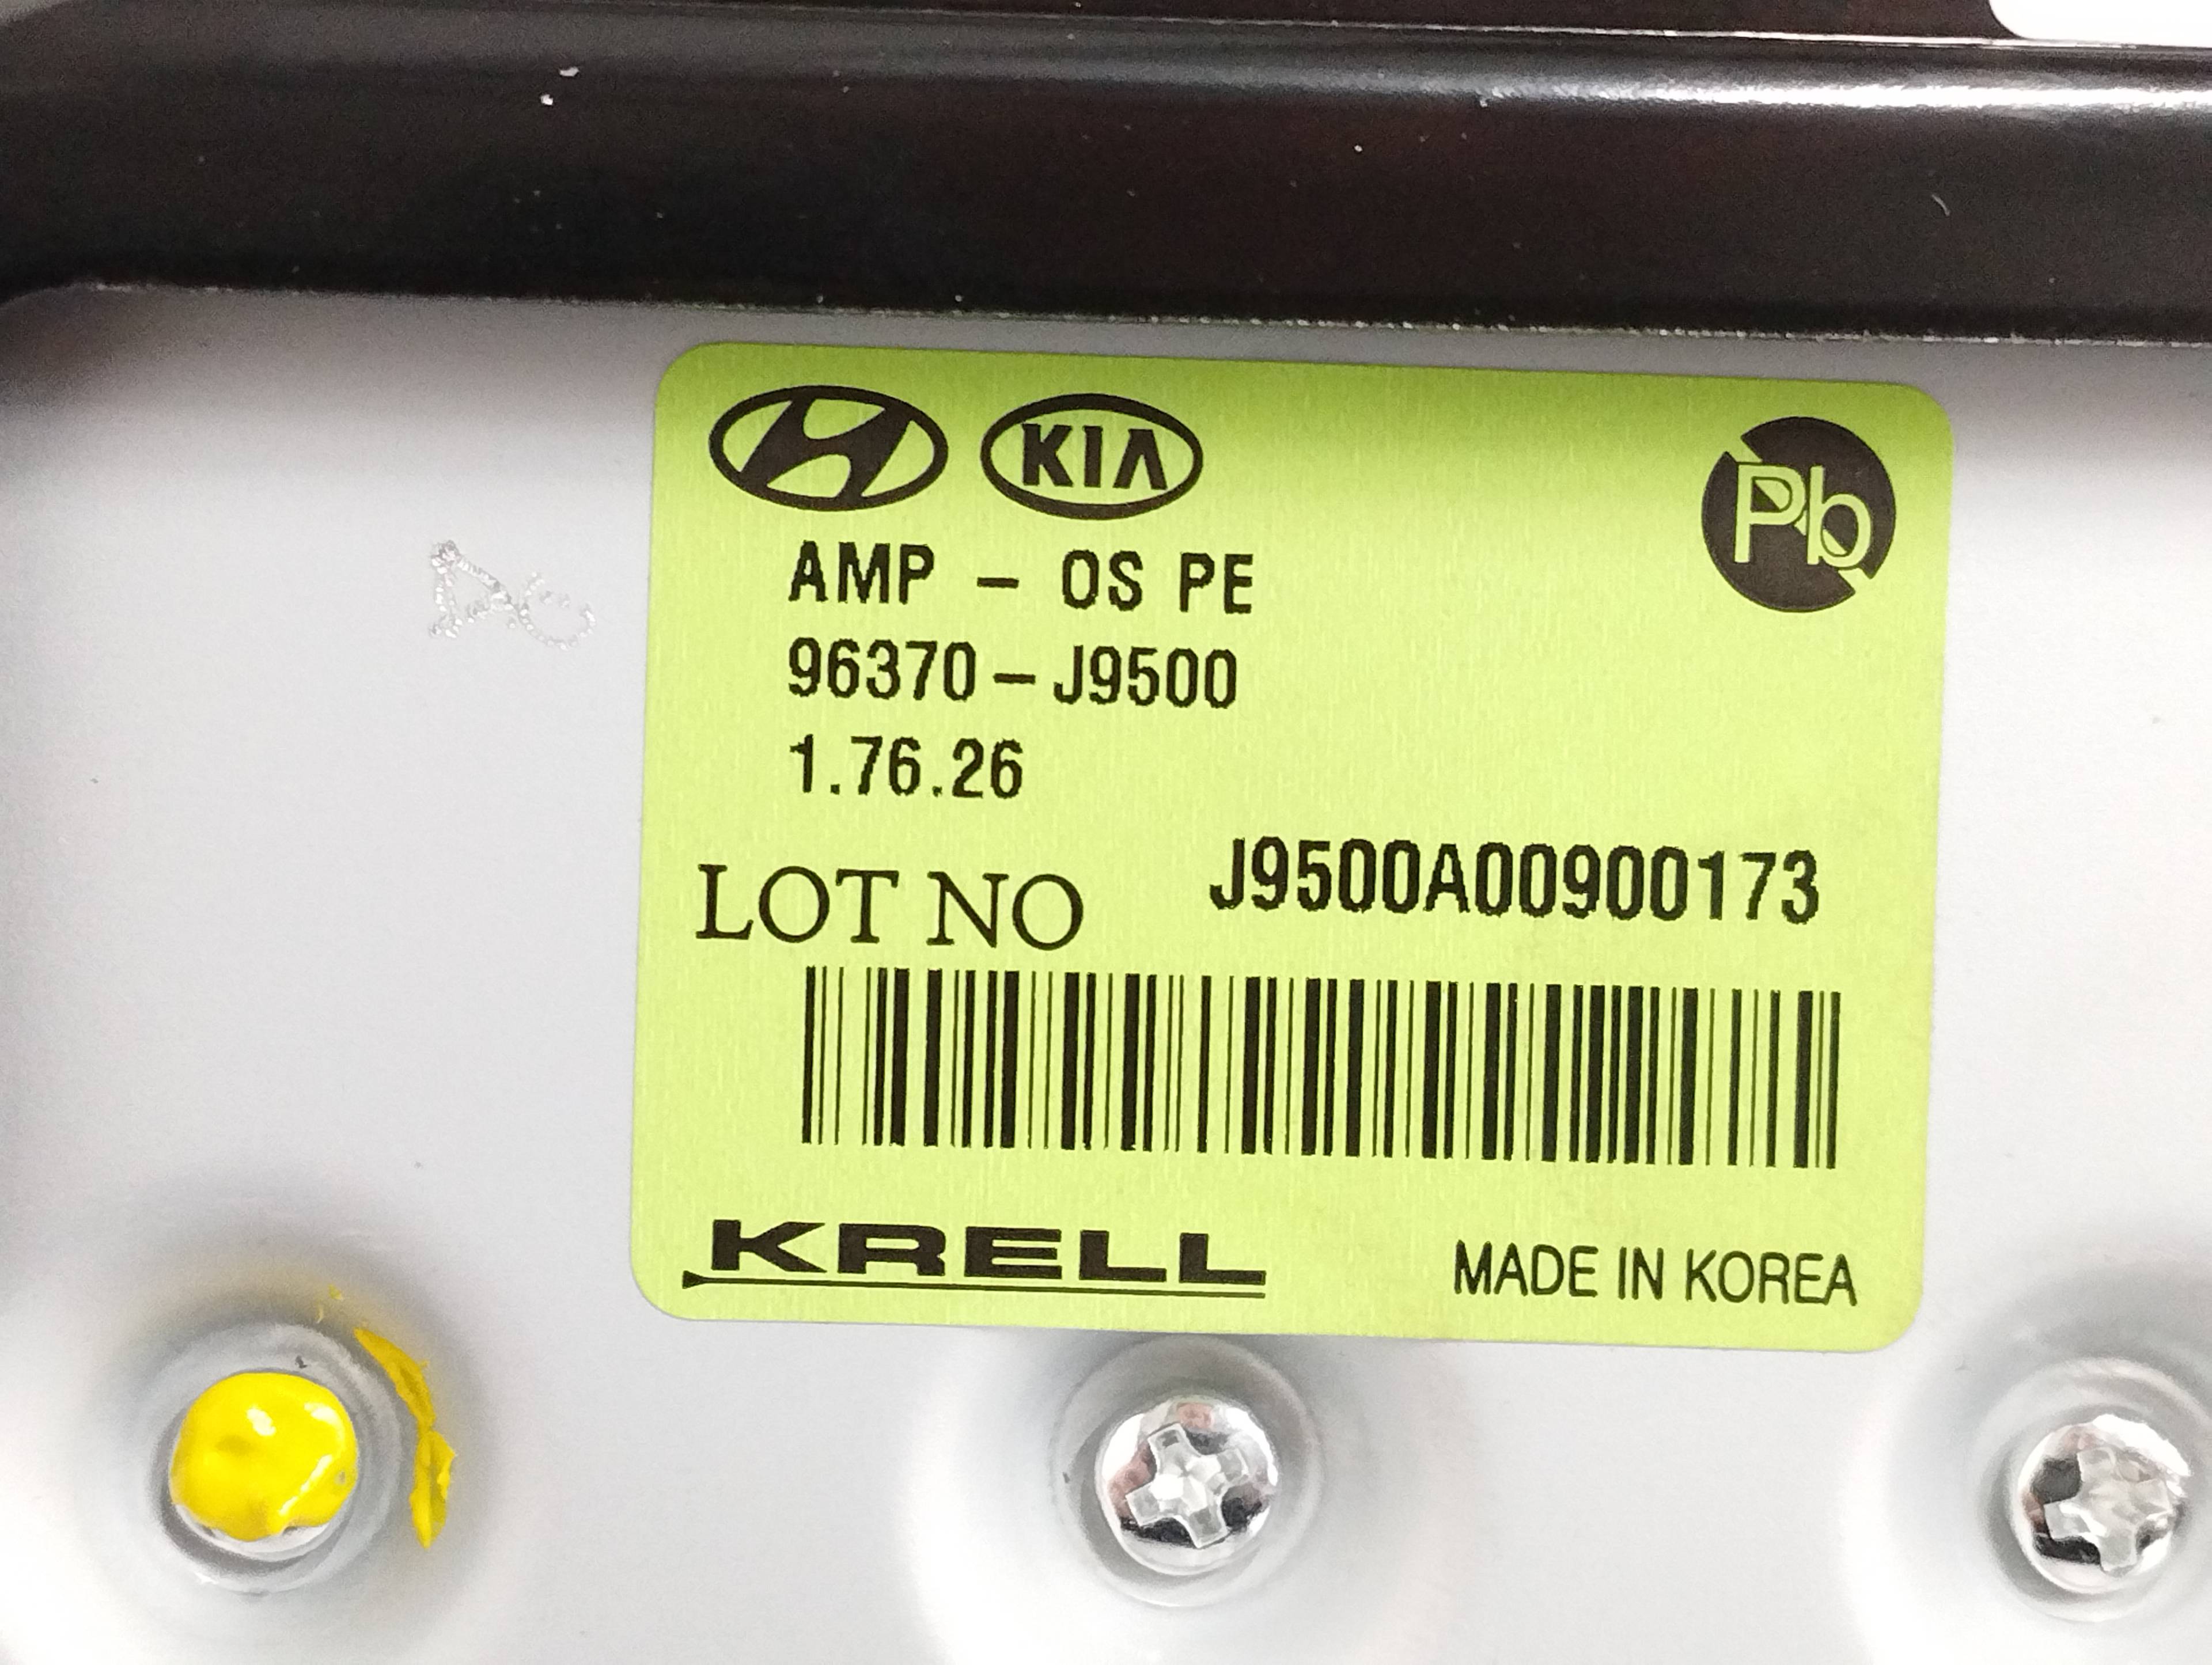 KIA
Pb
AMP – OS PE
96370 – J9500
1.76.26
LOT NO J9500A00900173
KRELL
MADE IN KOREA